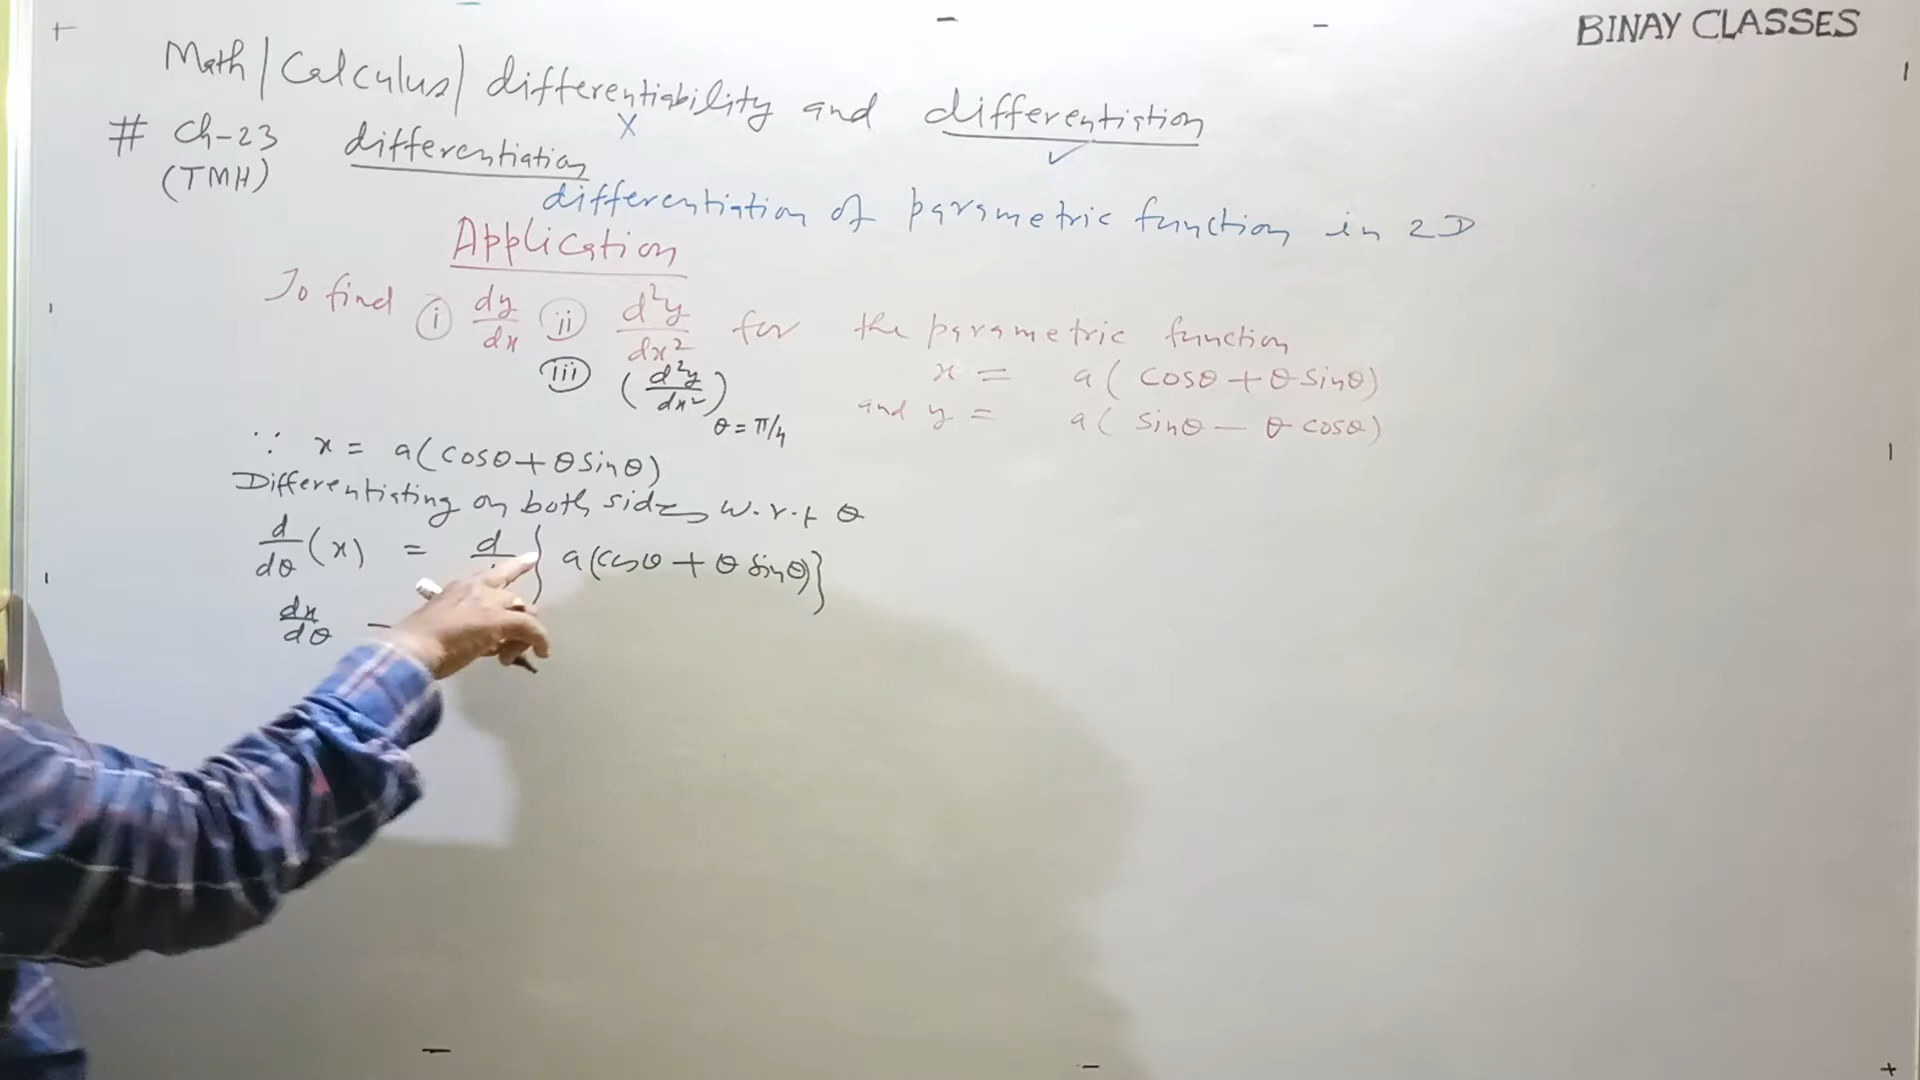 BINAY CLASSES
Math/Calculus/differentiability and differentiation
X ✓
# Ch-23 differentiation
(TMH)
differentiation of parametric function in 2D
Application
To find (i) dy/dx (ii) d²y/dx² for the parametric function
x = a(cosθ+θsinθ)
(iii) (d²y/dx²) θ=π/4
and y = a(sinθ-θcosθ)
∵ x = a(cosθ+θsinθ)
Differentiating on both sides w.r.t θ
d/dθ (x) = d { a(cosθ + θ sinθ)}
dx/dθ